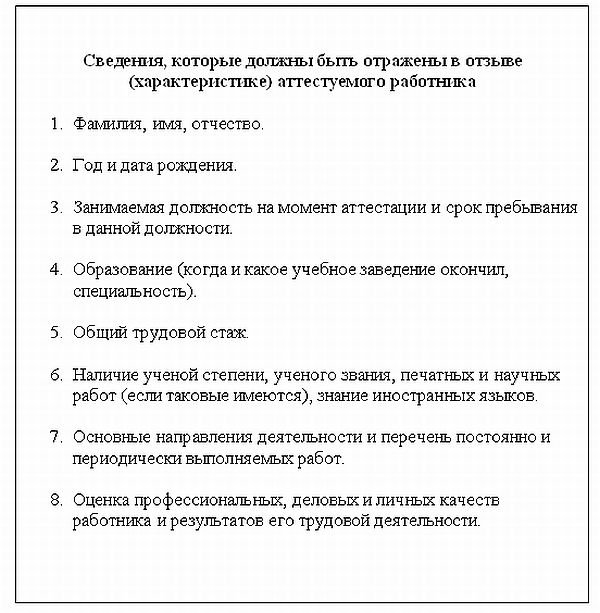 Сведения, которые должны быть отражены в отзыве
(характеристике) аттестуемого работника
1. Фамилия, имя, отчество.
2. Год и дата рождения.
3. Занимаемая должность на момент аттестации и срок пребывания
в данной должности.
4. Образование (когда и какое учебное заведение окончил,
специальность).
5. Общий трудовой стаж.
6. Наличие ученой степени, ученого звания, печатных и научных
работ (если таковые имеются), знание иностранных языков.
7. Основные направления деятельности и перечень постоянно и
периодически выполняемых работ.
8. Оценка профессиональных, деловых и личных качеств
работника и результатов его трудовой деятельности.